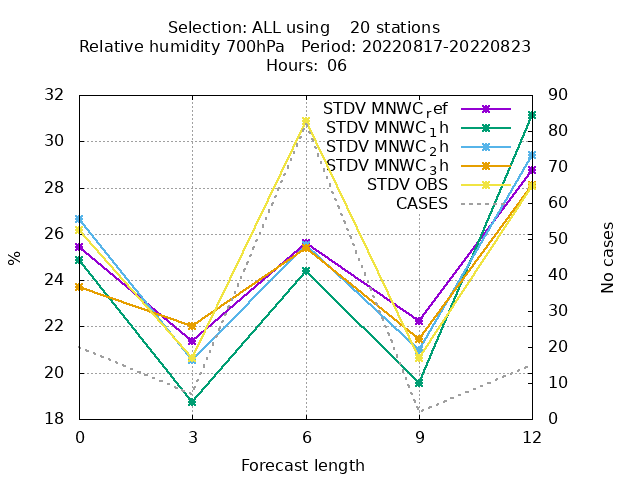 Selection: ALL using    20 stations
Relative humidity 700hPa   Period: 20220817-20220823
Hours: 06
32 90
STDV MNWC_ref
STDV MNWC_1h
STDV MNWC_2h
STDV MNWC_3h
STDV OBS
CASES
30 80
28 70
26 60
24 50
22 40
20 30
18 20
10
0
%
No cases
0 3 6 9 12
Forecast length